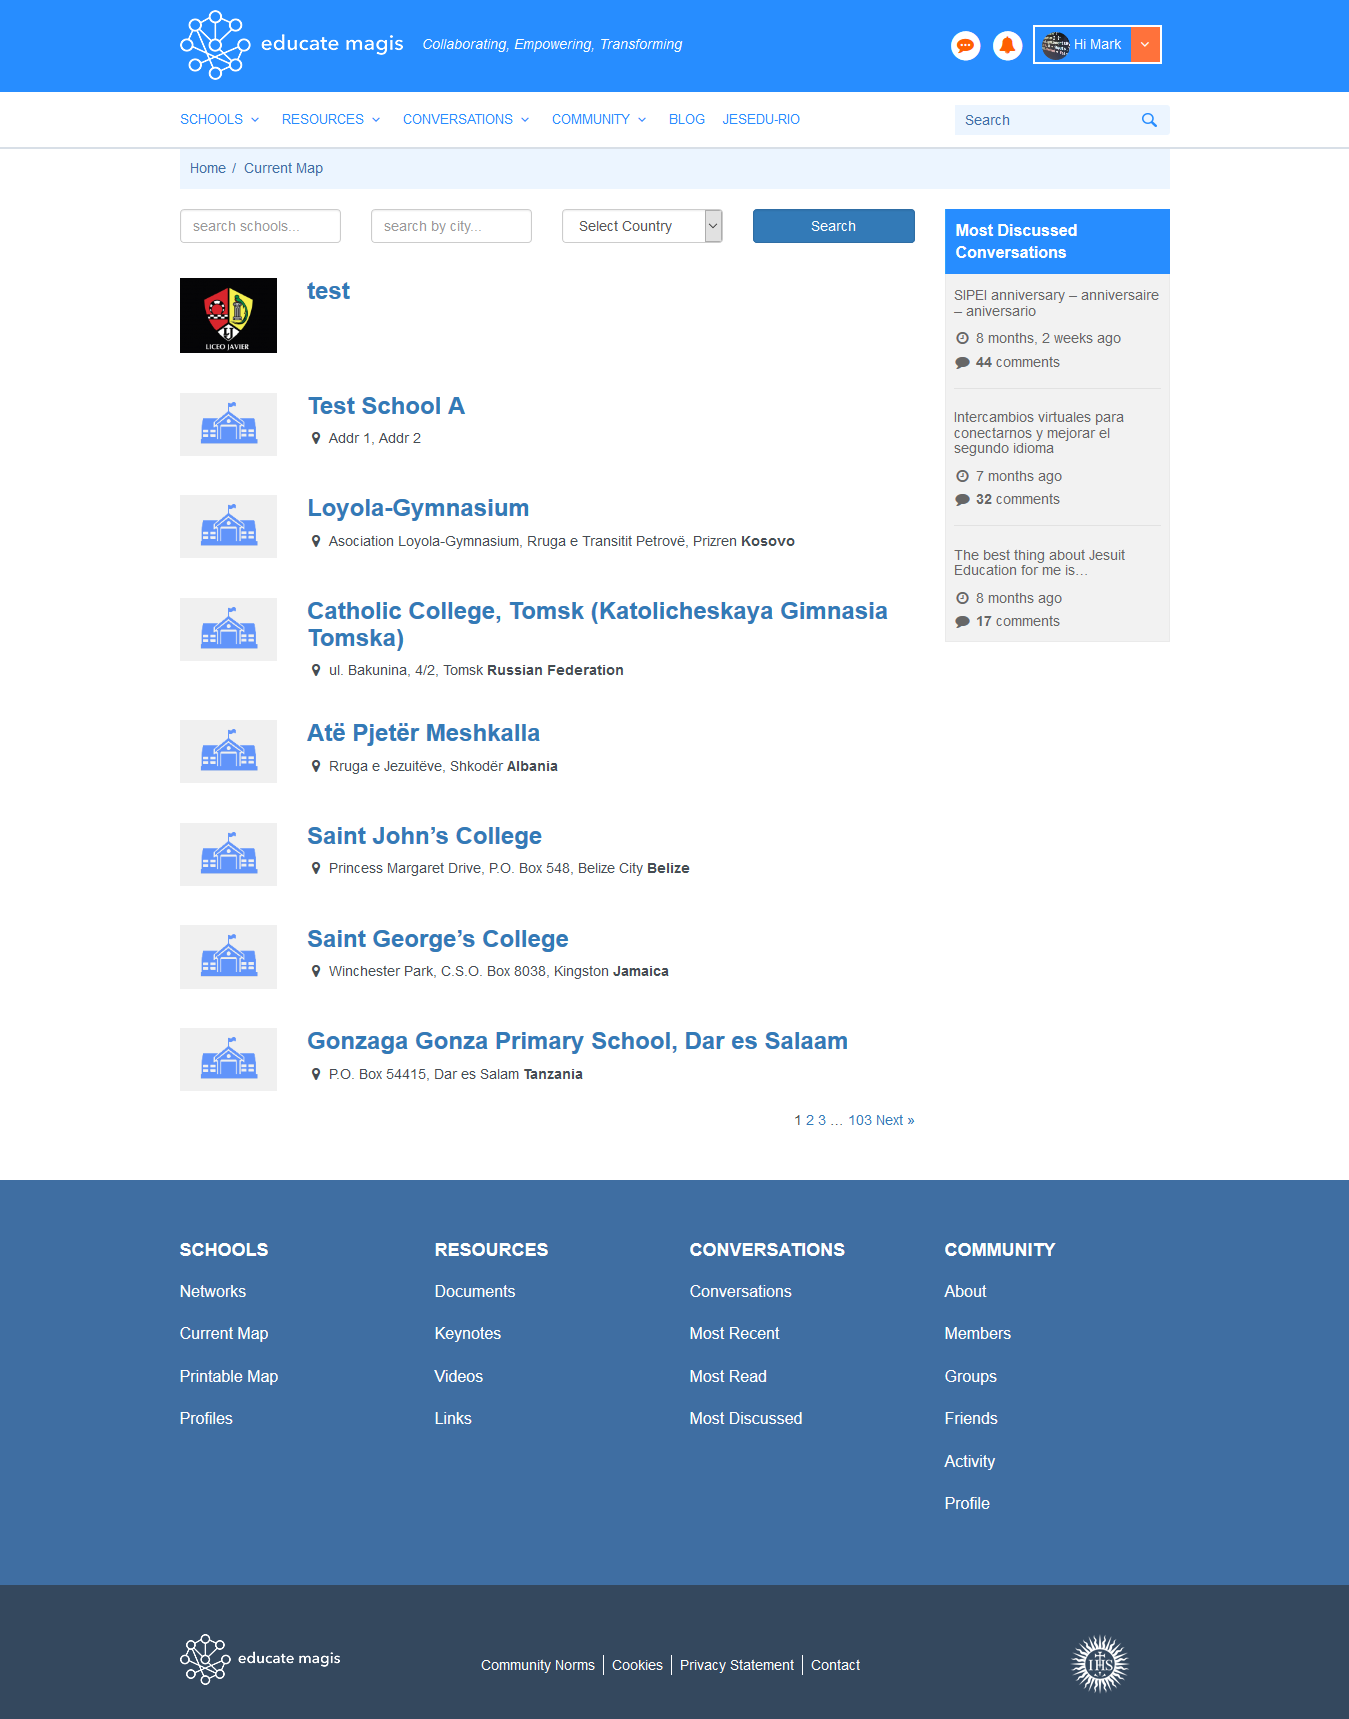 educate magis
Collaborating, Empowering, Transforming
Hi Mark
SCHOOLS RESOURCES CONVERSATIONS COMMUNITY BLOG JESEDU-RIO
Search
Home / Current Map
search schools...
search by city...
Select Country
Search
LICEO JAVIER
test
Test School A
Addr 1, Addr 2
Loyola-Gymnasium
Asociation Loyola-Gymnasium, Rruga e Transitit Petrovë, Prizren Kosovo
Catholic College, Tomsk (Katolicheskaya Gimnasia
Tomska)
ul. Bakunina, 4/2, Tomsk Russian Federation
Atë Pjetër Meshkalla
Rruga e Jezuitëve, Shkodër Albania
Saint John’s College
Princess Margaret Drive, P.O. Box 548, Belize City Belize
Saint George’s College
Winchester Park, C.S.O. Box 8038, Kingston Jamaica
Gonzaga Gonza Primary School, Dar es Salaam
P.O. Box 54415, Dar es Salam Tanzania
1 2 3 … 103 Next »
Most Discussed
Conversations
SIPEI anniversary – anniversaire
– aniversario
8 months, 2 weeks ago
44 comments
Intercambios virtuales para
conectarnos y mejorar el
segundo idioma
7 months ago
32 comments
The best thing about Jesuit
Education for me is…
8 months ago
17 comments
SCHOOLS
Networks
Current Map
Printable Map
Profiles
RESOURCES
Documents
Keynotes
Videos
Links
CONVERSATIONS
Conversations
Most Recent
Most Read
Most Discussed
COMMUNITY
About
Members
Groups
Friends
Activity
Profile
educate magis
Community Norms | Cookies | Privacy Statement | Contact
IHS